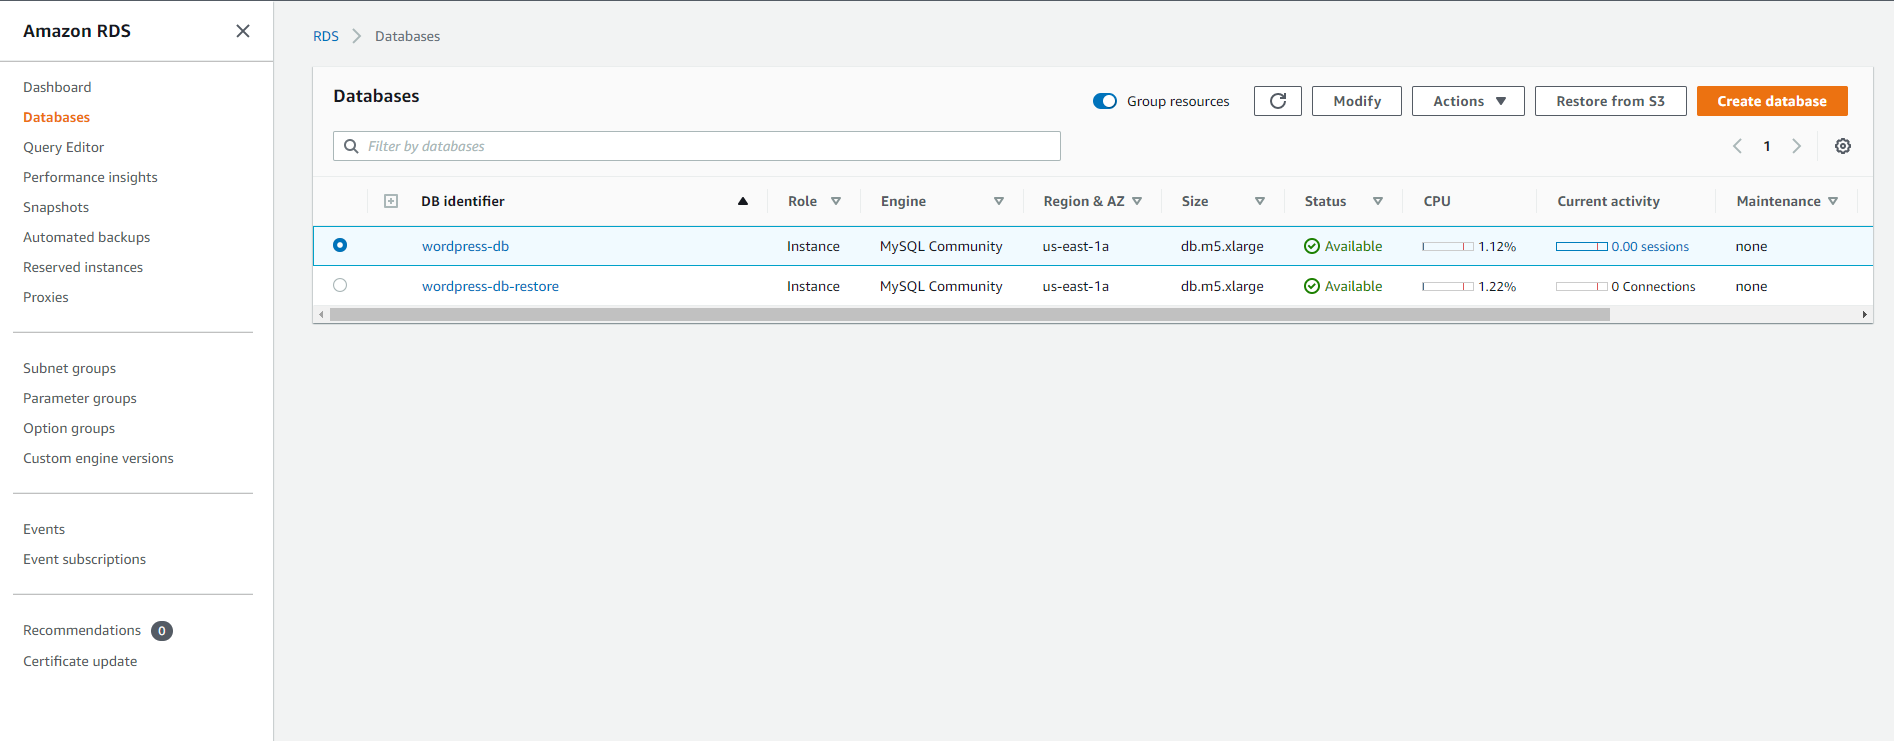 Amazon RDS
Dashboard
Databases
Query Editor
Performance insights
Snapshots
Automated backups
Reserved instances
Proxies
Subnet groups
Parameter groups
Option groups
Custom engine versions
Events
Event subscriptions
Recommendations 0
Certificate update
RDS Databases
Databases Group resources Modify Actions Restore from S3 Create database
Filter by databases 1
DB identifier Role Engine Region & AZ Size Status CPU Current activity Maintenance
wordpress-db Instance MySQL Community us-east-1a db.m5.xlarge Available 1.12% 0.00 sessions none
wordpress-db-restore Instance MySQL Community us-east-1a db.m5.xlarge Available 1.22% 0 Connections none